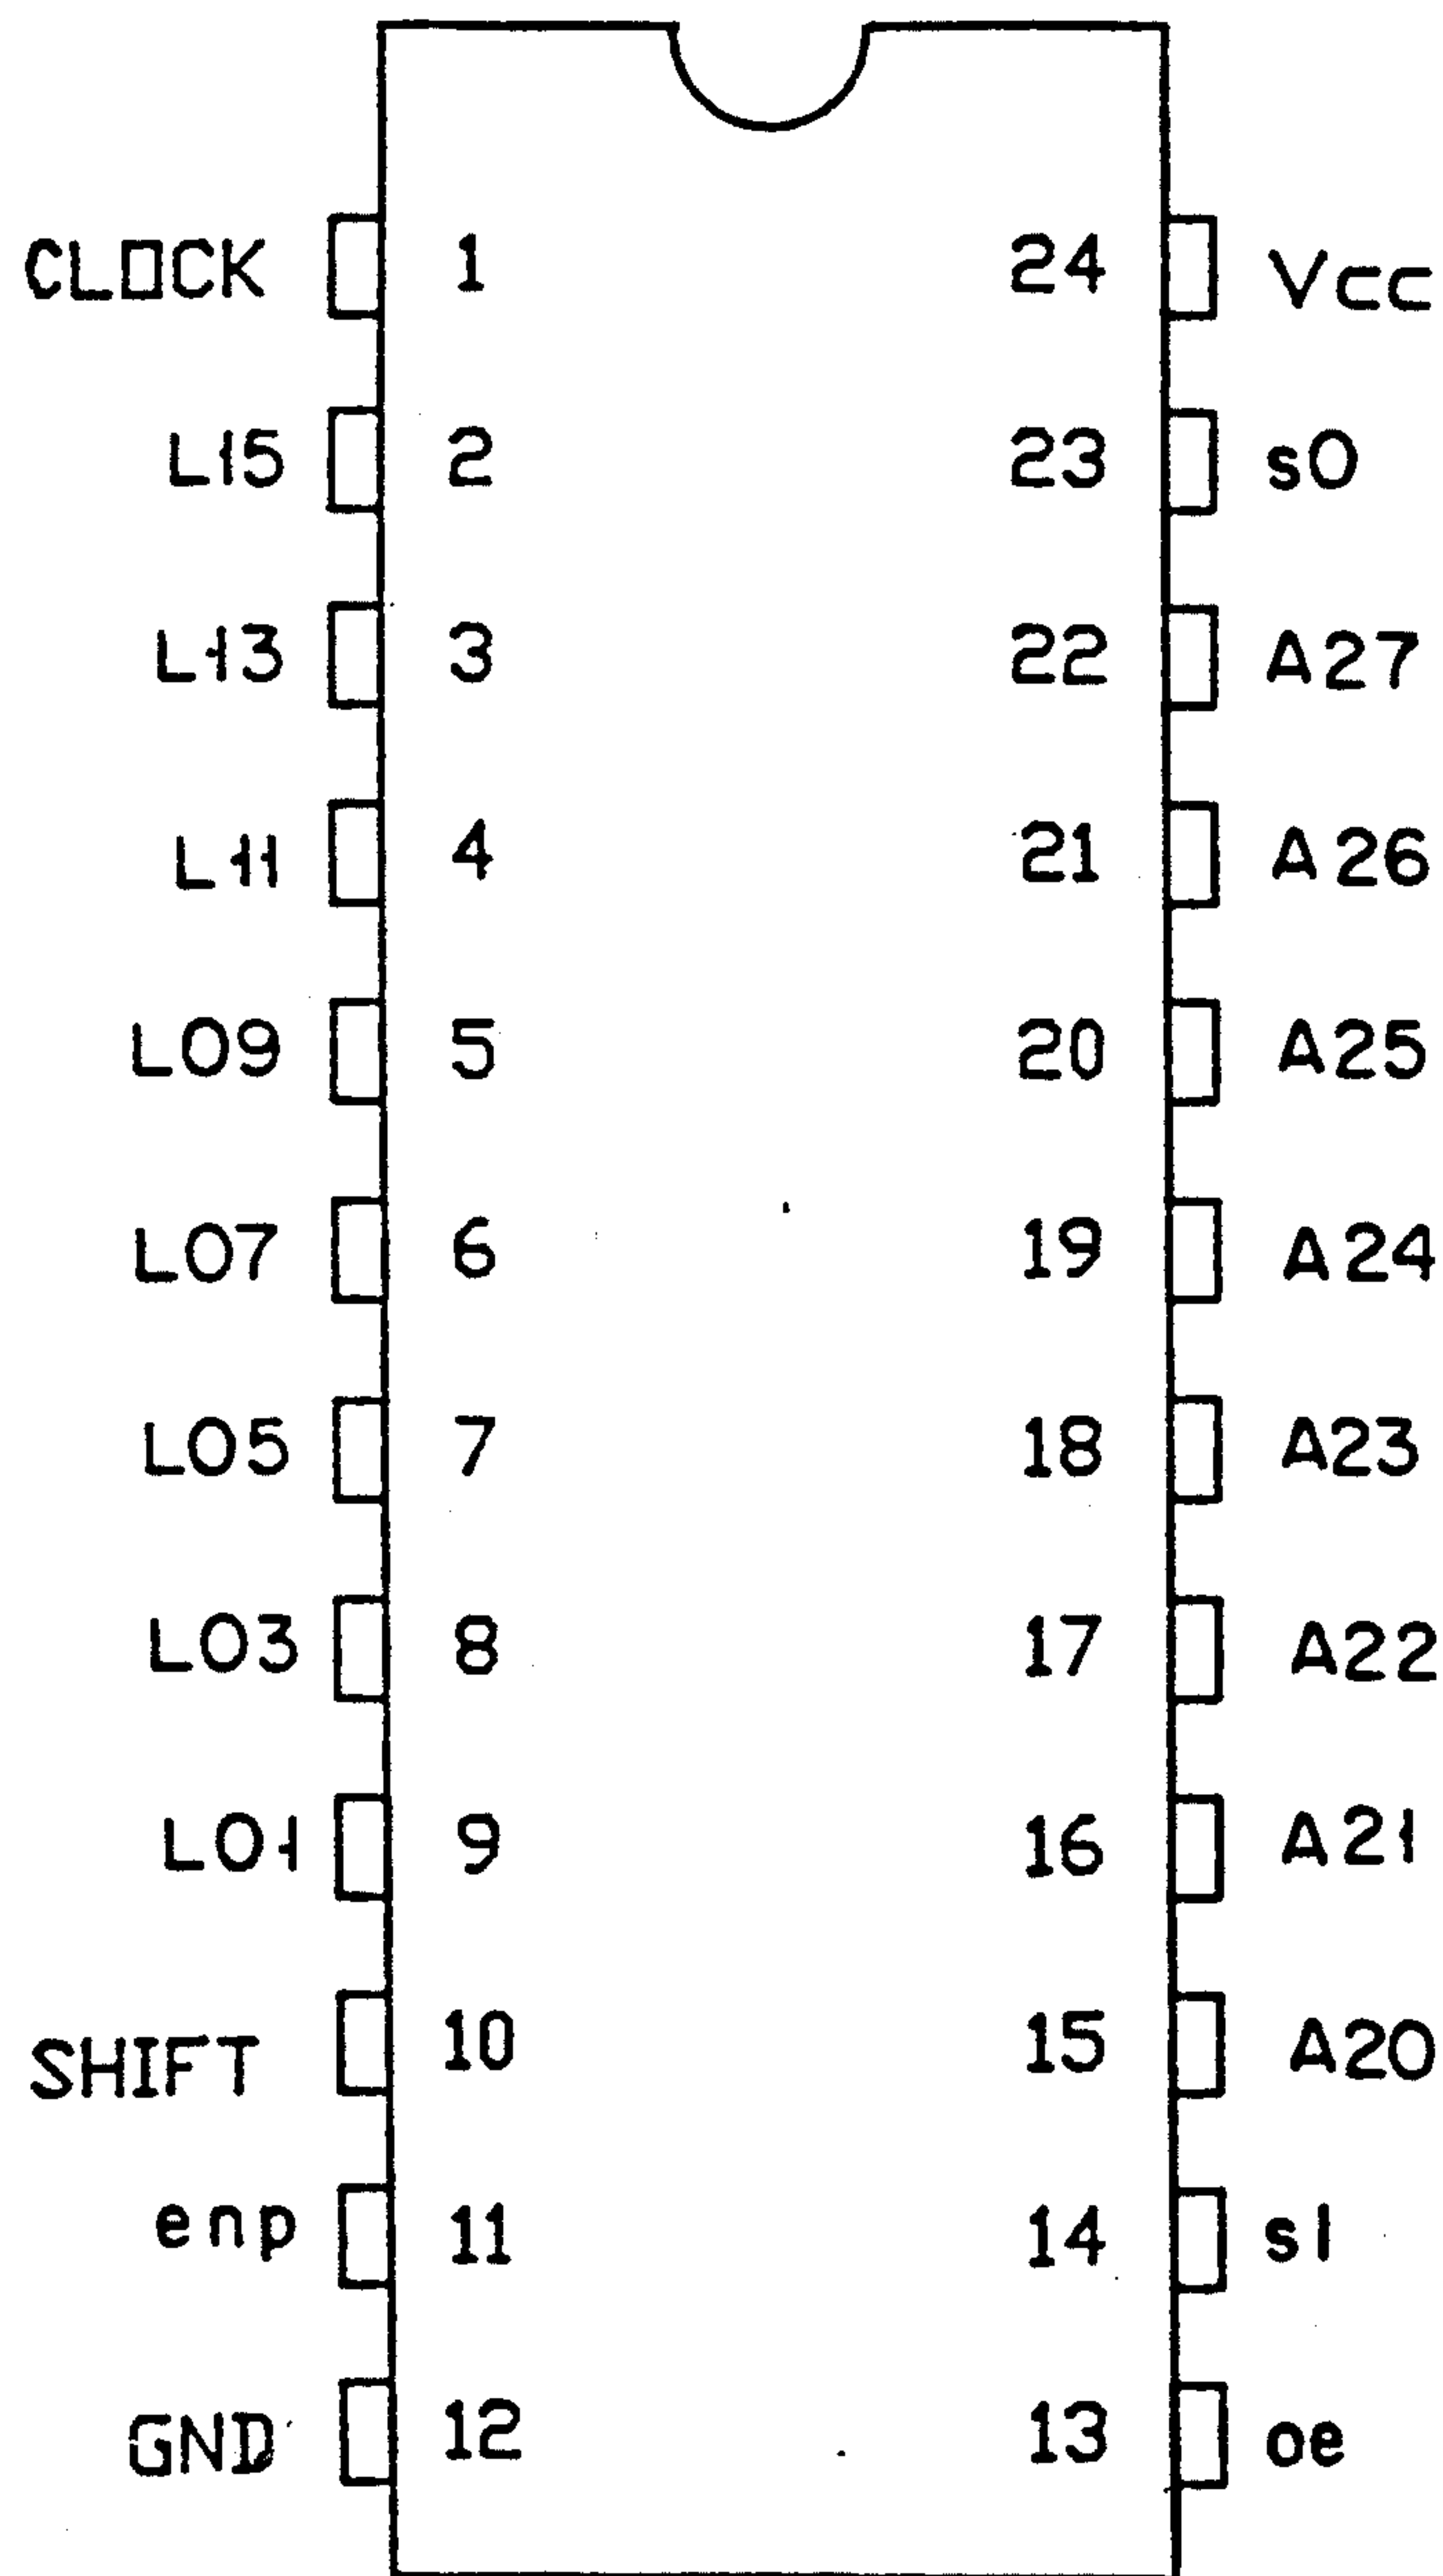 CLOCK 1 24 Vcc
L15 2 23 s0
L13 3 22 A27
L11 4 21 A26
L09 5 20 A25
L07 6 19 A24
L05 7 18 A23
L03 8 17 A22
L01 9 16 A21
SHIFT 10 15 A20
enp 11 14 s1
GND 12 13 oe